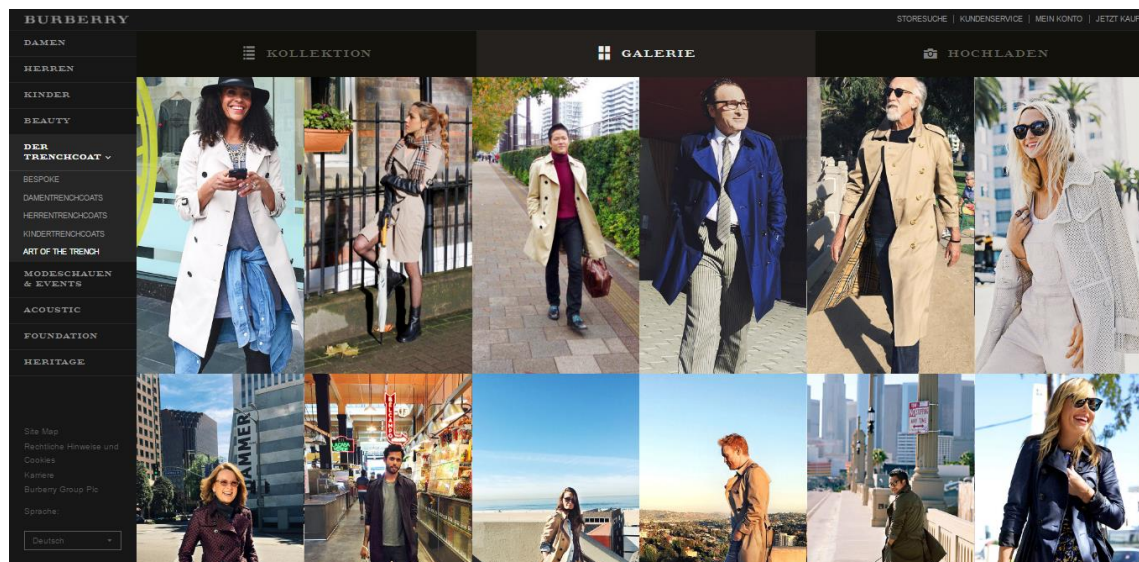 BURBERRY
STORESUCHE | KUNDENSERVICE | MEIN KONTO | JETZT KAUF
DAMEN
HERREN
KINDER
BEAUTY
DER
TRENCHCOAT
BESPOKE
DAMENTRENCHCOATS
HERRENTRENCHCOATS
KINDERTRENCHCOATS
ART OF THE TRENCH
MODESCHAUEN
& EVENTS
ACOUSTIC
FOUNDATION
HERITAGE
Site Map
Rechtliche Hinweise und
Cookies
Karriere
Burberry Group Plc
Sprache:
Deutsch
KOLLEKTION
GALERIE
HOCHLADEN
HAMMER